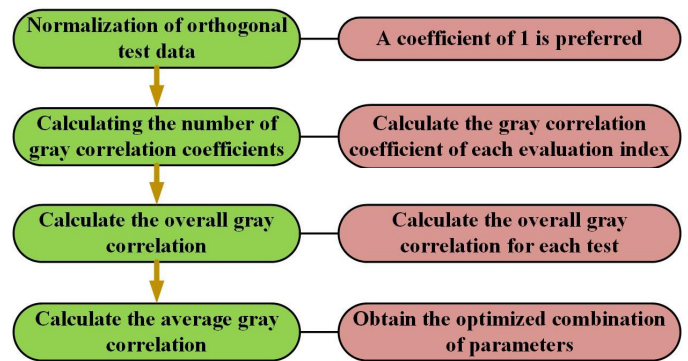 Normalization of orthogonal
test data
A coefficient of 1 is preferred
Calculating the number of
gray correlation coefficients
Calculate the gray correlation
coefficient of each evaluation index
Calculate the overall gray
correlation
Calculate the overall gray
correlation for each test
Calculate the average gray
correlation
Obtain the optimized combination
of parameters